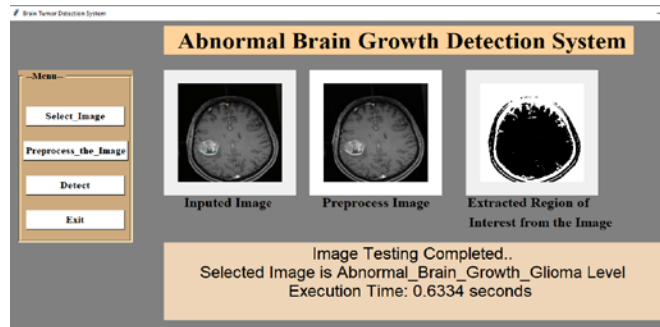 Brain Tumor Detection System
Abnormal Brain Growth Detection System
--Menu--
Select_Image
Preprocess_the_Image
Detect
Exit
Inputed Image
Preprocess Image
Extracted Region of
Interest from the Image
Image Testing Completed..
Selected Image is Abnormal_Brain_Growth_Glioma Level
Execution Time: 0.6334 seconds